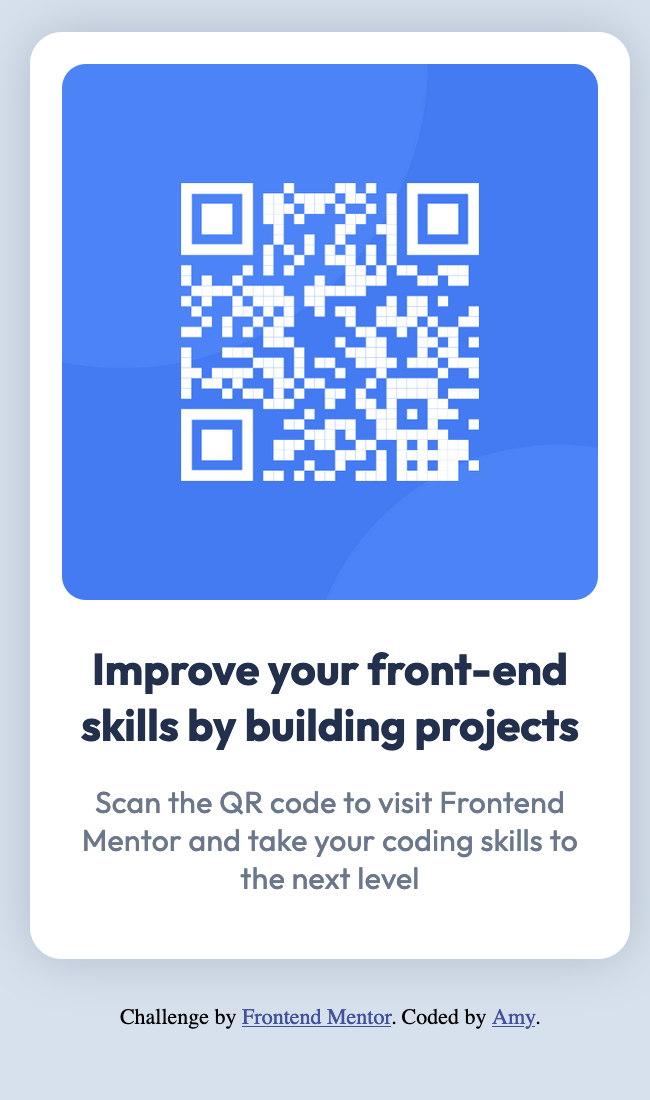 Improve your front-end
skills by building projects
Scan the QR code to visit Frontend
Mentor and take your coding skills to
the next level
Challenge by Frontend Mentor. Coded by Amy.